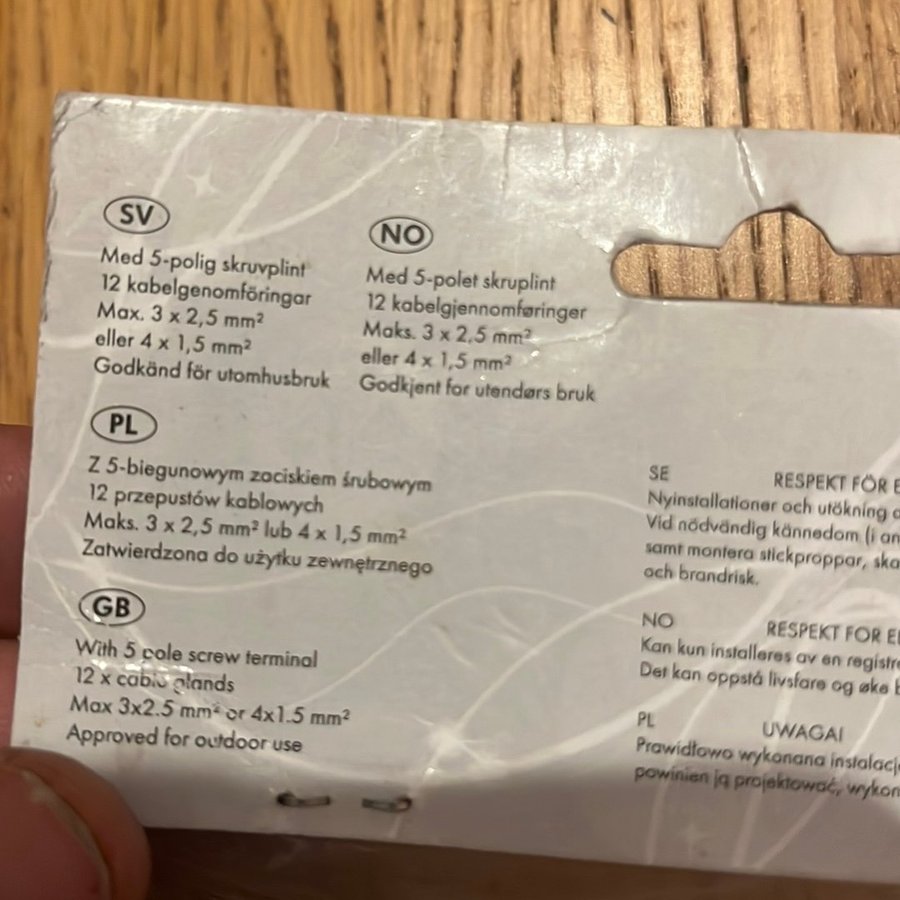 SV
Med 5-polig skruvplint
12 kabelgenomföringar
Max. 3 x 2,5 mm²
eller 4 x 1,5 mm²
Godkänd för utomhusbruk
NO
Med 5-polet skruplint
12 kabelgjennomføringer
Maks. 3 x 2,5 mm²
eller 4 x 1,5 mm²
Godkjent for utendørs bruk
PL
Z 5-biegunowym zaciskiem śrubowym
12 przepustów kablowych
Maks. 3 x 2,5 mm² lub 4 x 1,5 mm²
Zatwierdzona do użytku zewnętrznego
GB
With 5 pole screw terminal
12 x cable glands
Max 3x2.5 mm² or 4x1.5 mm²
Approved for outdoor use
SE RESPEKT FÖR
Nyinstallationer och utökning
Vid nödvändig kännedom (i
samt montera stickproppar,
och brandrisk.
NO RESPEKT FOR
Kan kun installeres av en
Det kan oppstå livsfare og øke
PL UWAGA!
Prawidłowo wykonana
powinien ją projektować,